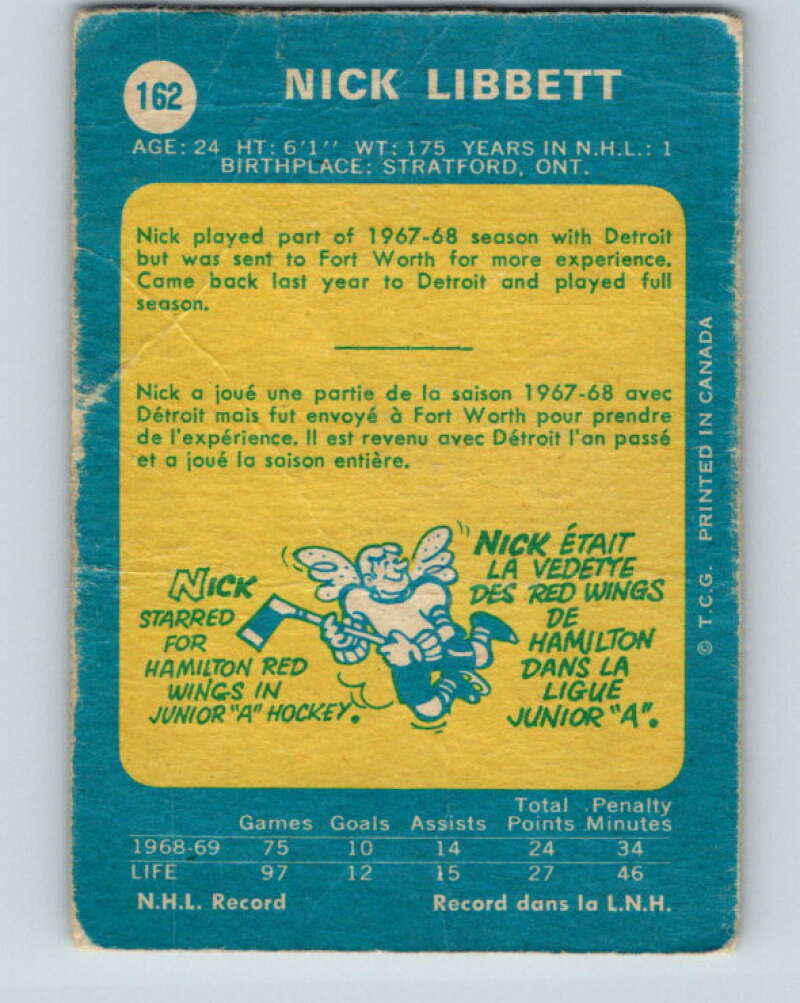 162
NICK LIBBETT
AGE: 24 HT: 6'1'' WT: 175 YEARS IN N.H.L.: 1
BIRTHPLACE: STRATFORD, ONT.
Nick played part of 1967-68 season with Detroit
but was sent to Fort Worth for more experience.
Came back last year to Detroit and played full
season.
Nick a joué une partie de la saison 1967-68 avec
Détroit mais fut envoyé à Fort Worth pour prendre
de l'expérience. Il est revenu avec Détroit l'an passé
et a joué la saison entière.
NICK
STARRED
FOR
HAMILTON RED
WINGS IN
JUNIOR "A" HOCKEY.
NICK ÉTAIT
LA VEDETTE
DES RED WINGS
DE
HAMILTON
DANS LA
LIGUE
JUNIOR "A".
© T.C.G. PRINTED IN CANADA
Total Penalty
Games Goals Assists Points Minutes
1968-69 75 10 14 24 34
LIFE 97 12 15 27 46
N.H.L. Record Record dans la L.N.H.